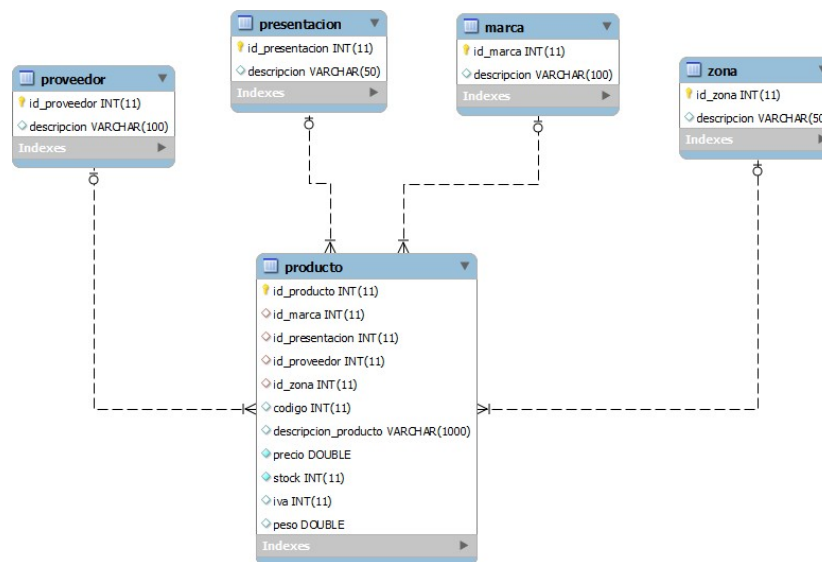 presentacion
id_presentacion INT(11)
descripcion VARCHAR(50)
Indexes
marca
id_marca INT(11)
descripcion VARCHAR(100)
Indexes
proveedor
id_proveedor INT(11)
descripcion VARCHAR(100)
Indexes
zona
id_zona INT(11)
descripcion VARCHAR(50
Indexes
producto
id_producto INT(11)
id_marca INT(11)
id_presentacion INT(11)
id_proveedor INT(11)
id_zona INT(11)
codigo INT(11)
descripcion_producto VARCHAR(1000)
precio DOUBLE
stock INT(11)
iva INT(11)
peso DOUBLE
Indexes